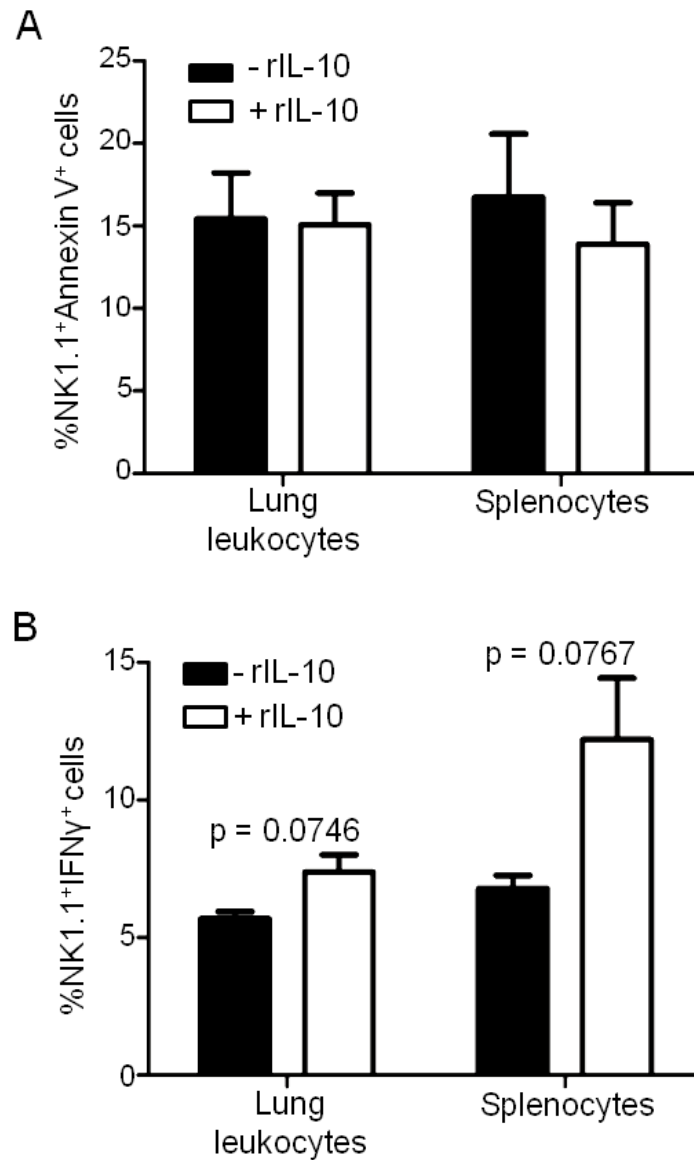 A
25
- rIL-10
+ rIL-10
20
15
10
5
0
%NK1.1⁺Annexin V⁺ cells
Lung
leukocytes
Splenocytes
B
15
- rIL-10
+ rIL-10
p = 0.0767
10
p = 0.0746
5
0
%NK1.1⁺IFNγ⁺ cells
Lung
leukocytes
Splenocytes